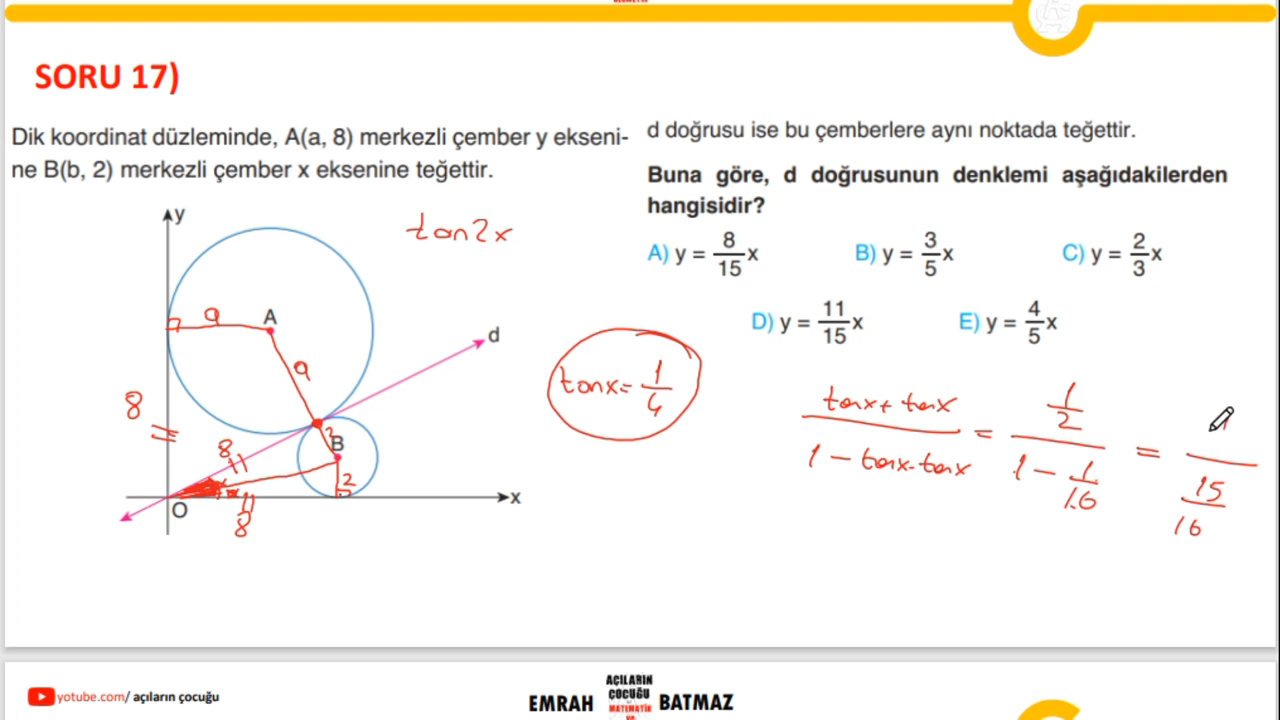 SORU 17)
Dik koordinat düzleminde, A(a, 8) merkezli çember y ekseni-
ne B(b, 2) merkezli çember x eksenine teğettir.
y
tan2x
a
A
a
d
8
8
2
B
2
O
8
x
d doğrusu ise bu çemberlere aynı noktada teğettir.
Buna göre, d doğrusunun denklemi aşağıdakilerden
hangisidir?
A) y = 8/15 x
B) y = 3/5 x
C) y = 2/3 x
D) y = 11/15 x
E) y = 4/5 x
tanx = 1/4
tanx + tanx / 1 - tanx.tanx = 1/2 / 1 - 1/16 = / 15/16
yotube.com/ açıların çocuğu
EMRAH
AÇILARIN
ÇOCUĞU
MATEMATİK
BATMAZ